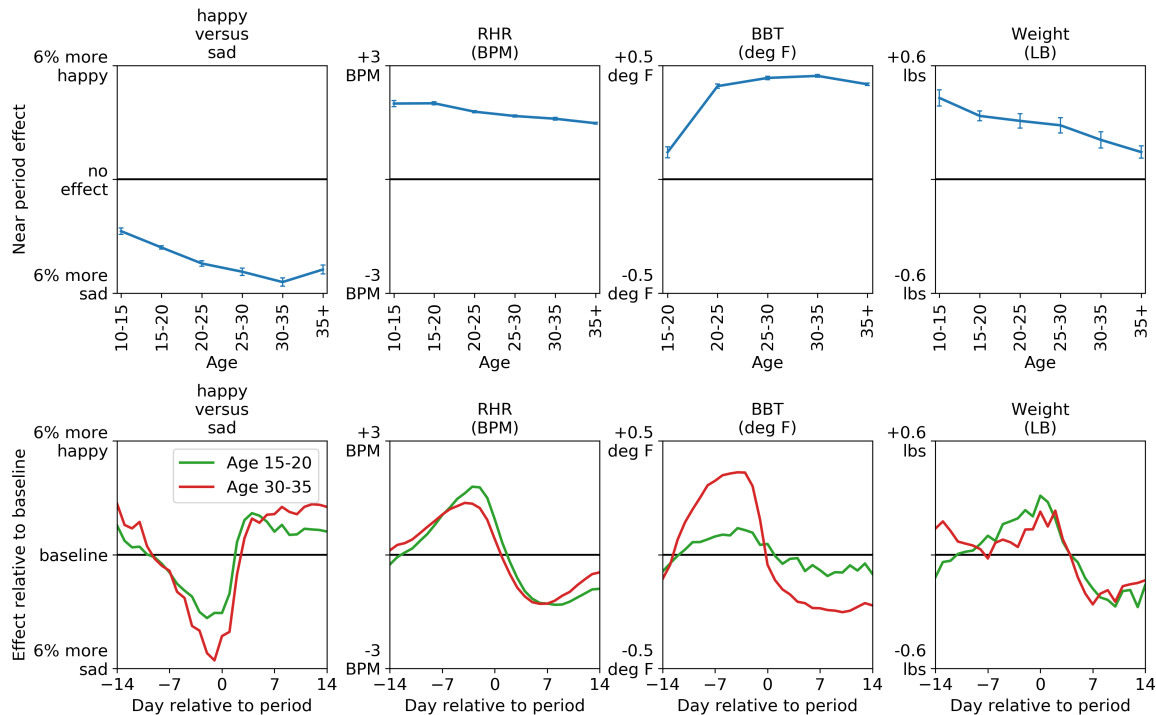 happy
versus
sad
6% more
happy
no
effect
6% more
sad
Near period effect
10-15
15-20
20-25
25-30
30-35
35+
Age
RHR
(BPM)
+3
BPM
-3
BPM
10-15
15-20
20-25
25-30
30-35
35+
Age
BBT
(deg F)
+0.5
deg F
-0.5
deg F
15-20
20-25
25-30
30-35
35+
Age
Weight
(LB)
+0.6
lbs
-0.6
lbs
10-15
15-20
20-25
25-30
30-35
35+
Age
happy
versus
sad
6% more
happy
baseline
6% more
sad
Effect relative to baseline
Age 15-20
Age 30-35
−14 −7 0 7 14
Day relative to period
RHR
(BPM)
+3
BPM
-3
BPM
−14 −7 0 7 14
Day relative to period
BBT
(deg F)
+0.5
deg F
-0.5
deg F
−14 −7 0 7 14
Day relative to period
Weight
(LB)
+0.6
lbs
-0.6
lbs
−14 −7 0 7 14
Day relative to period